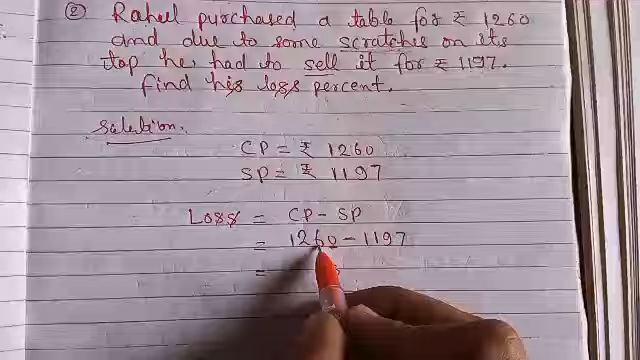 ② Rahul purchased a table for ₹ 1260
and due to some scratches on its
top he had to sell it for ₹ 1197.
Find his loss percent.
Solution.
CP = ₹ 1260
SP = ₹ 1197
Loss = CP - SP
= 1260 - 1197
=